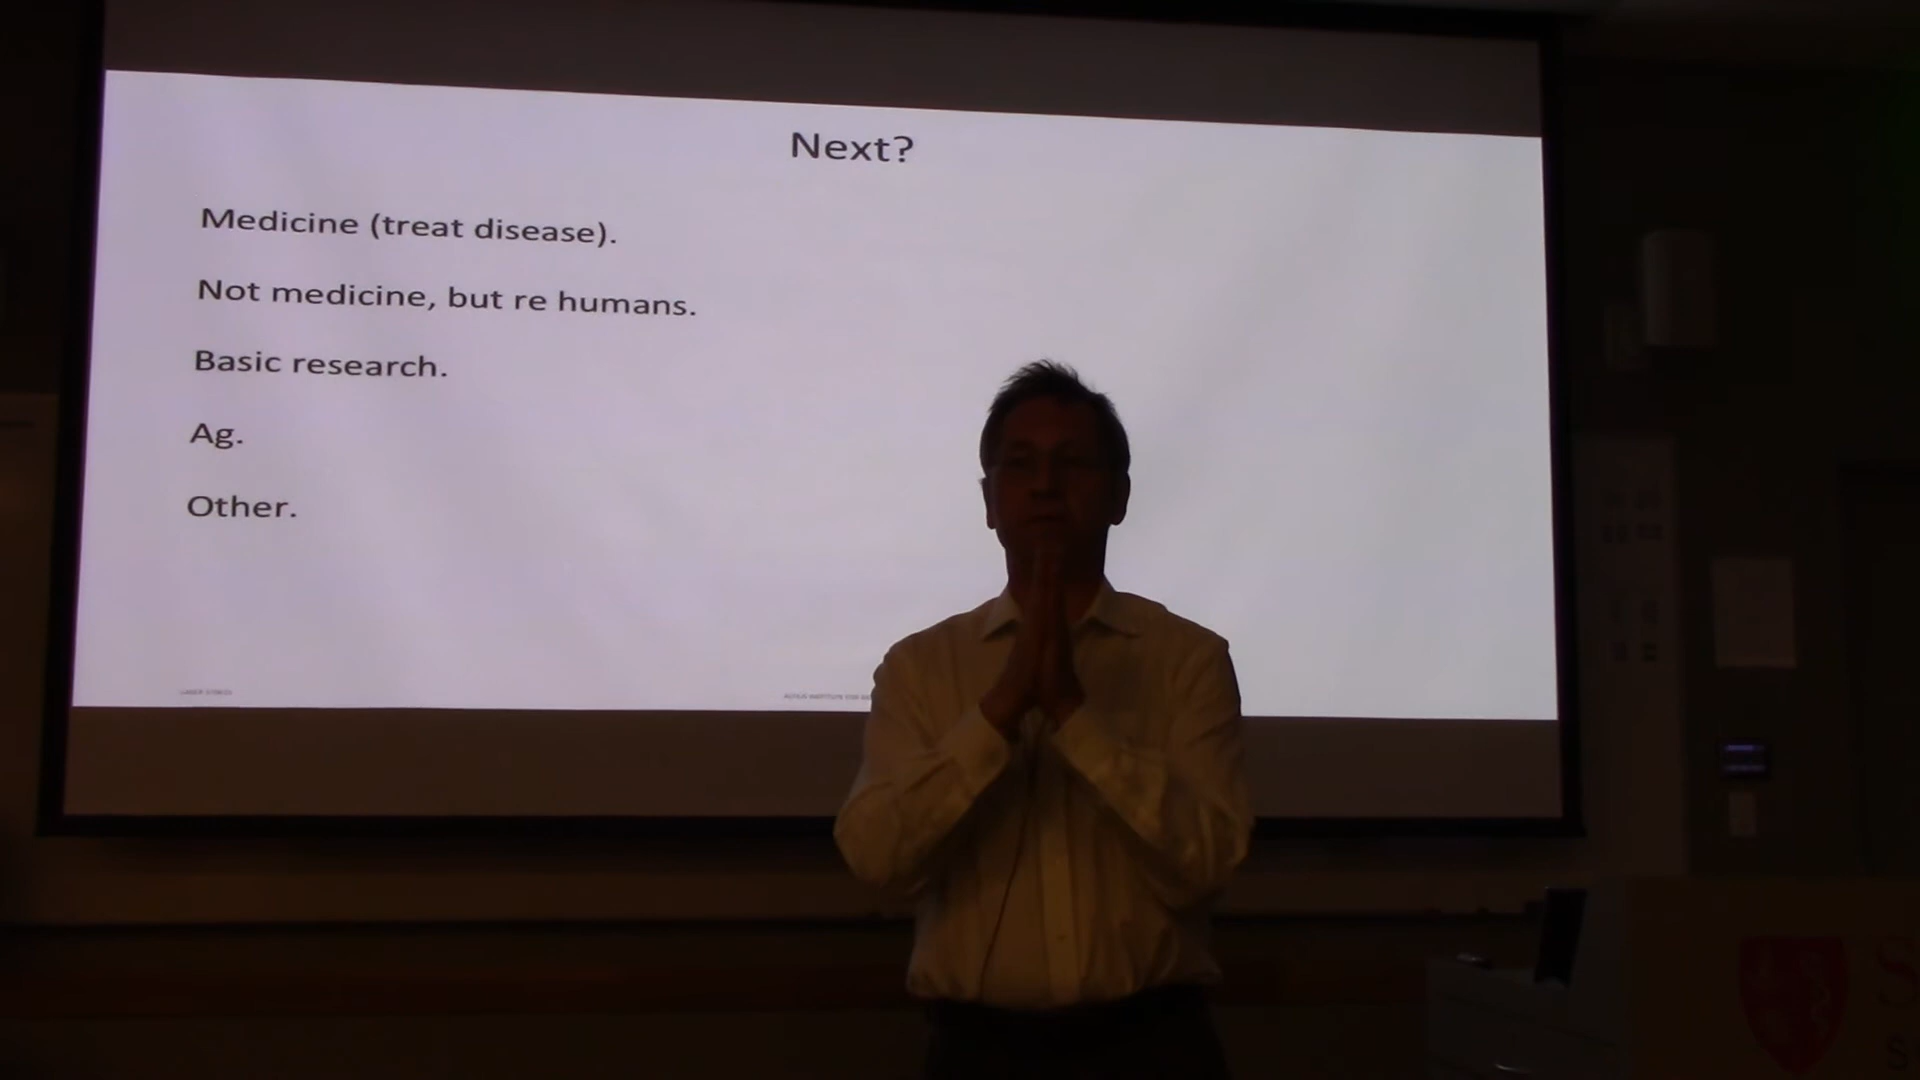 Next?
Medicine (treat disease).
Not medicine, but re humans.
Basic research.
Ag.
Other.